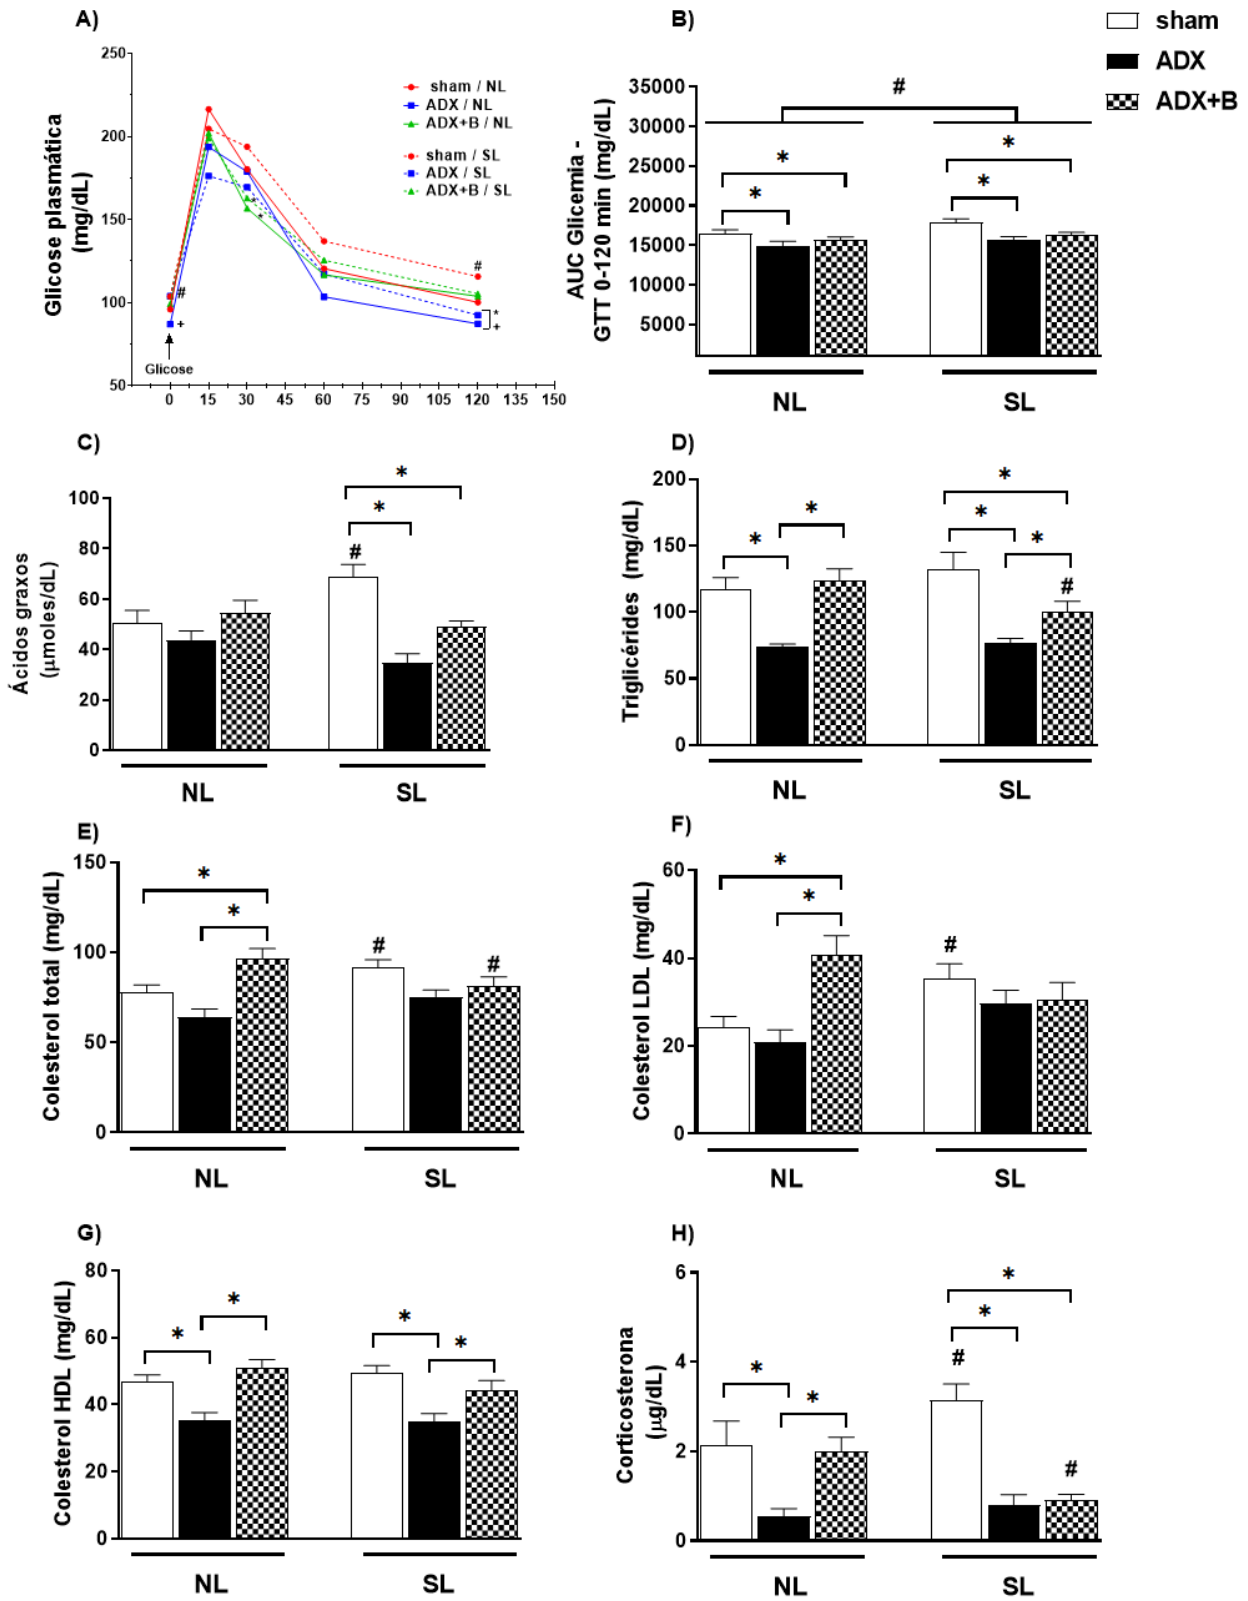 A)
Glicose plasmática
(mg/dL)
250
200
150
100
50
0 15 30 45 60 75 90 105 120 135 150
sham / NL
ADX / NL
ADX+B / NL
sham / SL
ADX / SL
ADX+B / SL
#
+
Glicose
*
*
#
*
+
B)
sham
ADX
ADX+B
AUC Glicemia -
GTT 0-120 min (mg/dL)
35000
30000
25000
20000
15000
10000
5000
#
* *
* *
NL SL
C)
Ácidos graxos
(μmoles/dL)
100
80
60
40
20
0
*
*
#
NL SL
D)
Triglicérides (mg/dL)
200
150
100
50
0
*
* *
* *
#
NL SL
E)
Colesterol total (mg/dL)
150
100
50
0
*
*
# #
NL SL
F)
Colesterol LDL (mg/dL)
60
40
20
0
*
*
#
NL SL
G)
Colesterol HDL (mg/dL)
80
60
40
20
0
* *
* *
NL SL
H)
Corticosterona
(μg/dL)
6
4
2
0
*
*
* *
#
#
NL SL